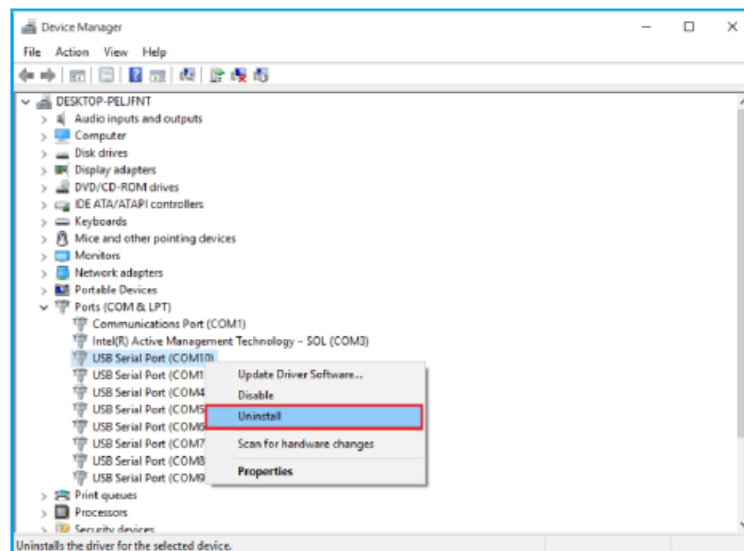 Device Manager
File Action View Help
DESKTOP-PELJFNT
Audio inputs and outputs
Computer
Disk drives
Display adapters
DVD/CD-ROM drives
IDE ATA/ATAPI controllers
Keyboards
Mice and other pointing devices
Monitors
Network adapters
Portable Devices
Ports (COM & LPT)
Communications Port (COM1)
Intel(R) Active Management Technology – SOL (COM3)
USB Serial Port (COM10)
USB Serial Port (COM1
USB Serial Port (COM4
USB Serial Port (COM5
USB Serial Port (COM6
USB Serial Port (COM7
USB Serial Port (COM8
USB Serial Port (COM9
Update Driver Software...
Disable
Uninstall
Scan for hardware changes
Properties
Print queues
Processors
Security devices
Uninstalls the driver for the selected device.